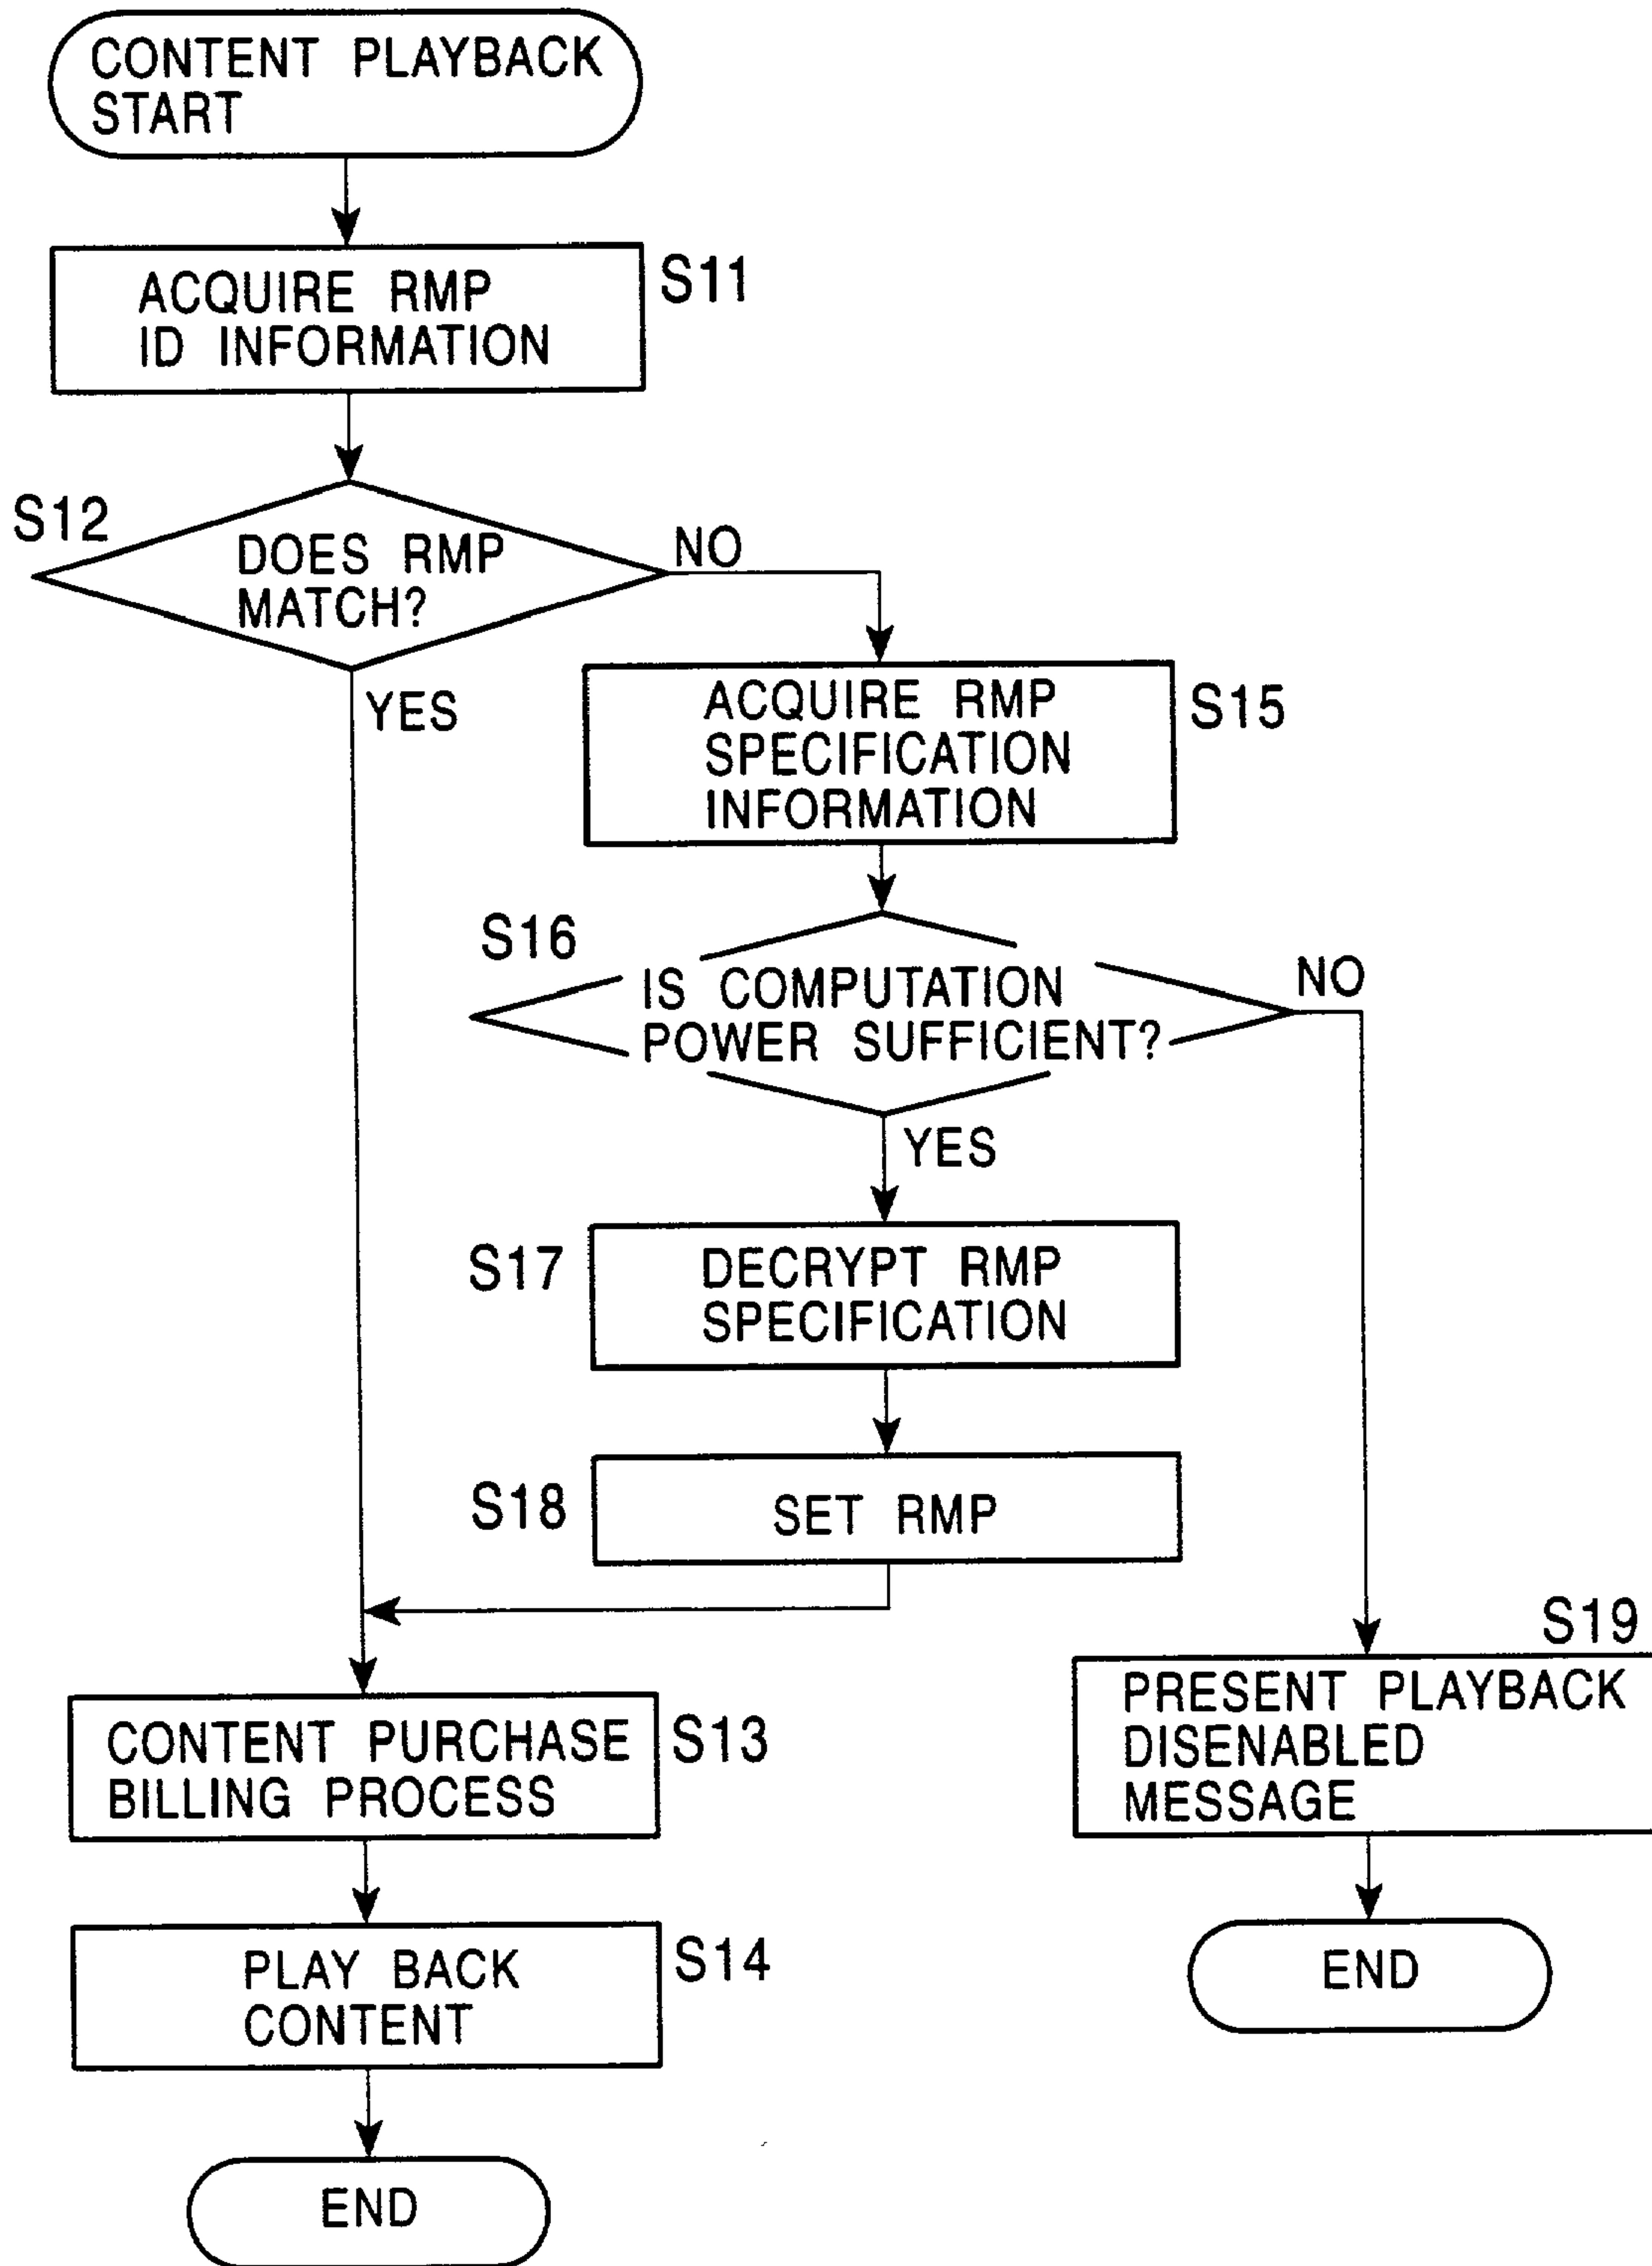 CONTENT PLAYBACK
START
ACQUIRE RMP
ID INFORMATION
S11
S12
DOES RMP
MATCH?
NO
YES
ACQUIRE RMP
SPECIFICATION
INFORMATION
S15
S16
IS COMPUTATION
POWER SUFFICIENT?
NO
YES
S17
DECRYPT RMP
SPECIFICATION
S18
SET RMP
S19
PRESENT PLAYBACK
DISENABLED
MESSAGE
CONTENT PURCHASE
BILLING PROCESS
S13
PLAY BACK
CONTENT
S14
END
END